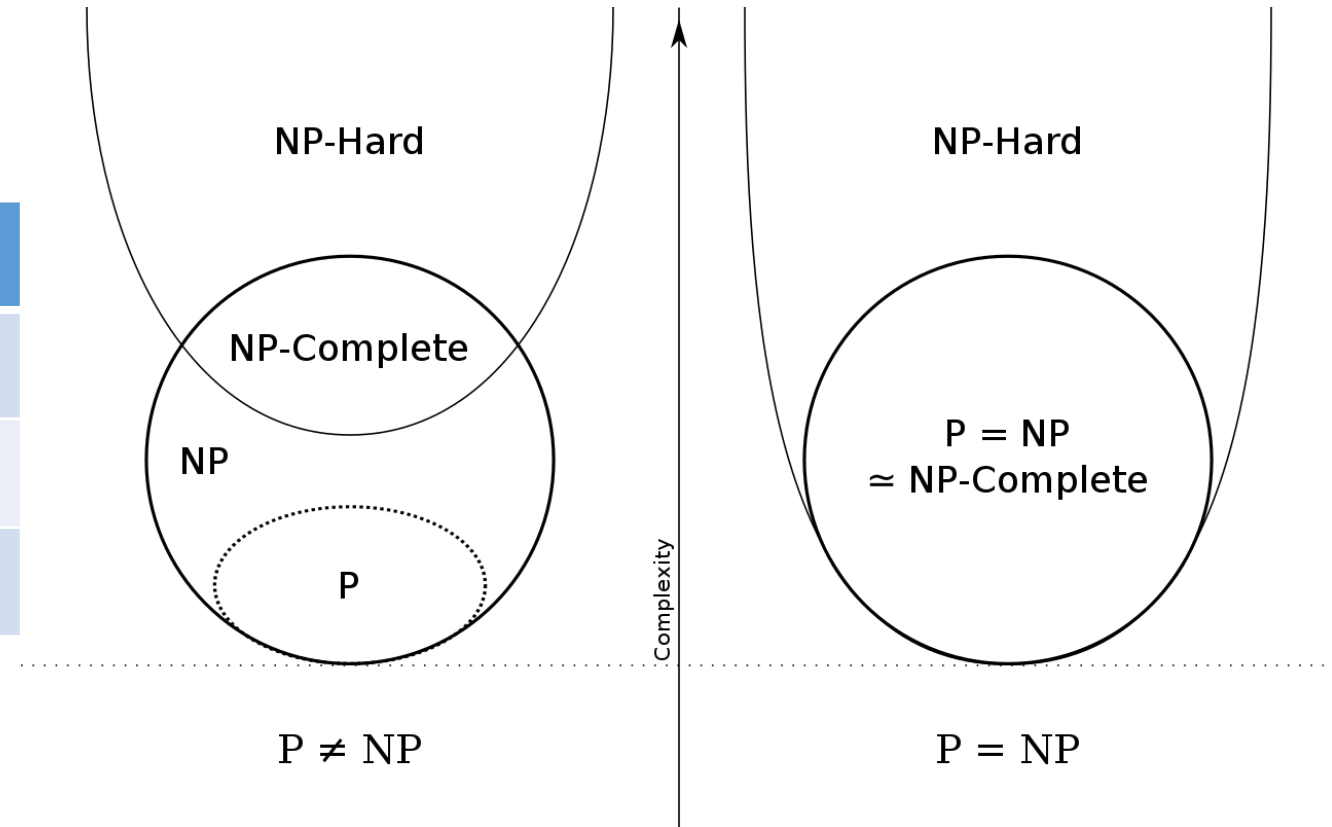 NP-Hard
NP-Complete
NP
P
P ≠ NP
Complexity
NP-Hard
P = NP
≃ NP-Complete
P = NP